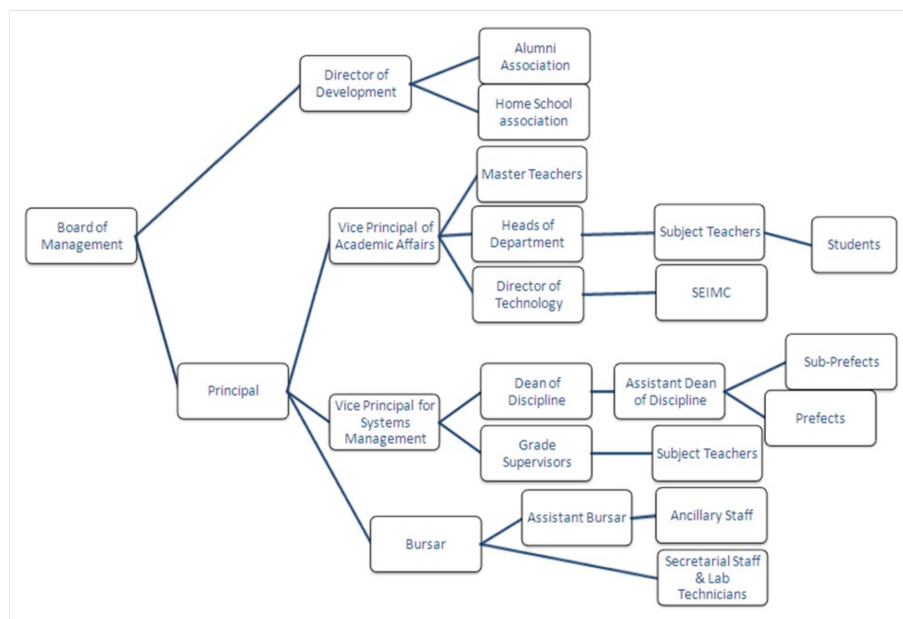 Alumni
Association
Director of
Development
Home School
association
Master Teachers
Board of
Management
Vice Principal of
Academic Affairs
Heads of
Department
Subject Teachers
Students
Director of
Technology
SEIMC
Principal
Sub-Prefects
Dean of
Discipline
Assistant Dean
of Discipline
Vice Principal for
Systems
Management
Prefects
Grade
Supervisors
Subject Teachers
Bursar
Assistant Bursar
Ancillary Staff
Secretarial Staff
& Lab
Technicians